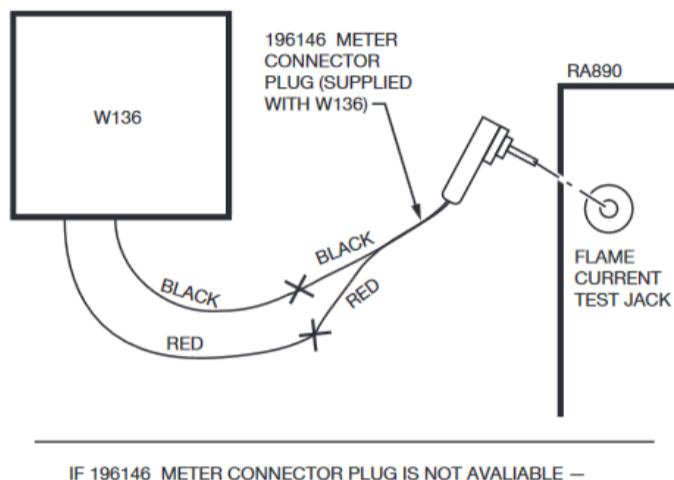 196146 METER
CONNECTOR
PLUG (SUPPLIED
WITH W136)
RA890
W136
BLACK
BLACK
RED
RED
FLAME
CURRENT
TEST JACK
IF 196146 METER CONNECTOR PLUG IS NOT AVALIABLE —